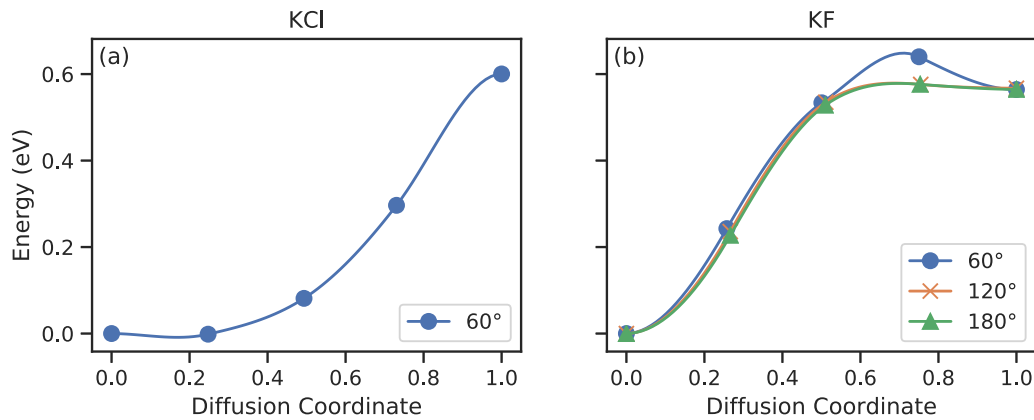 KCl
(a)
Energy (eV)
0.6
0.4
0.2
0.0
60°
0.0 0.2 0.4 0.6 0.8 1.0
Diffusion Coordinate
KF
(b)
60°
120°
180°
0.0 0.2 0.4 0.6 0.8 1.0
Diffusion Coordinate